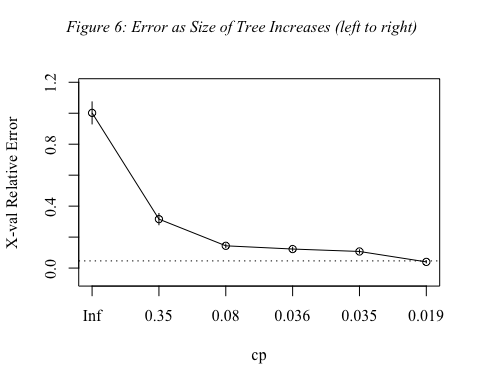 Figure 6: Error as Size of Tree Increases (left to right)
X-val Relative Error
1.2
0.8
0.4
0.0
Inf 0.35 0.08 0.036 0.035 0.019
cp